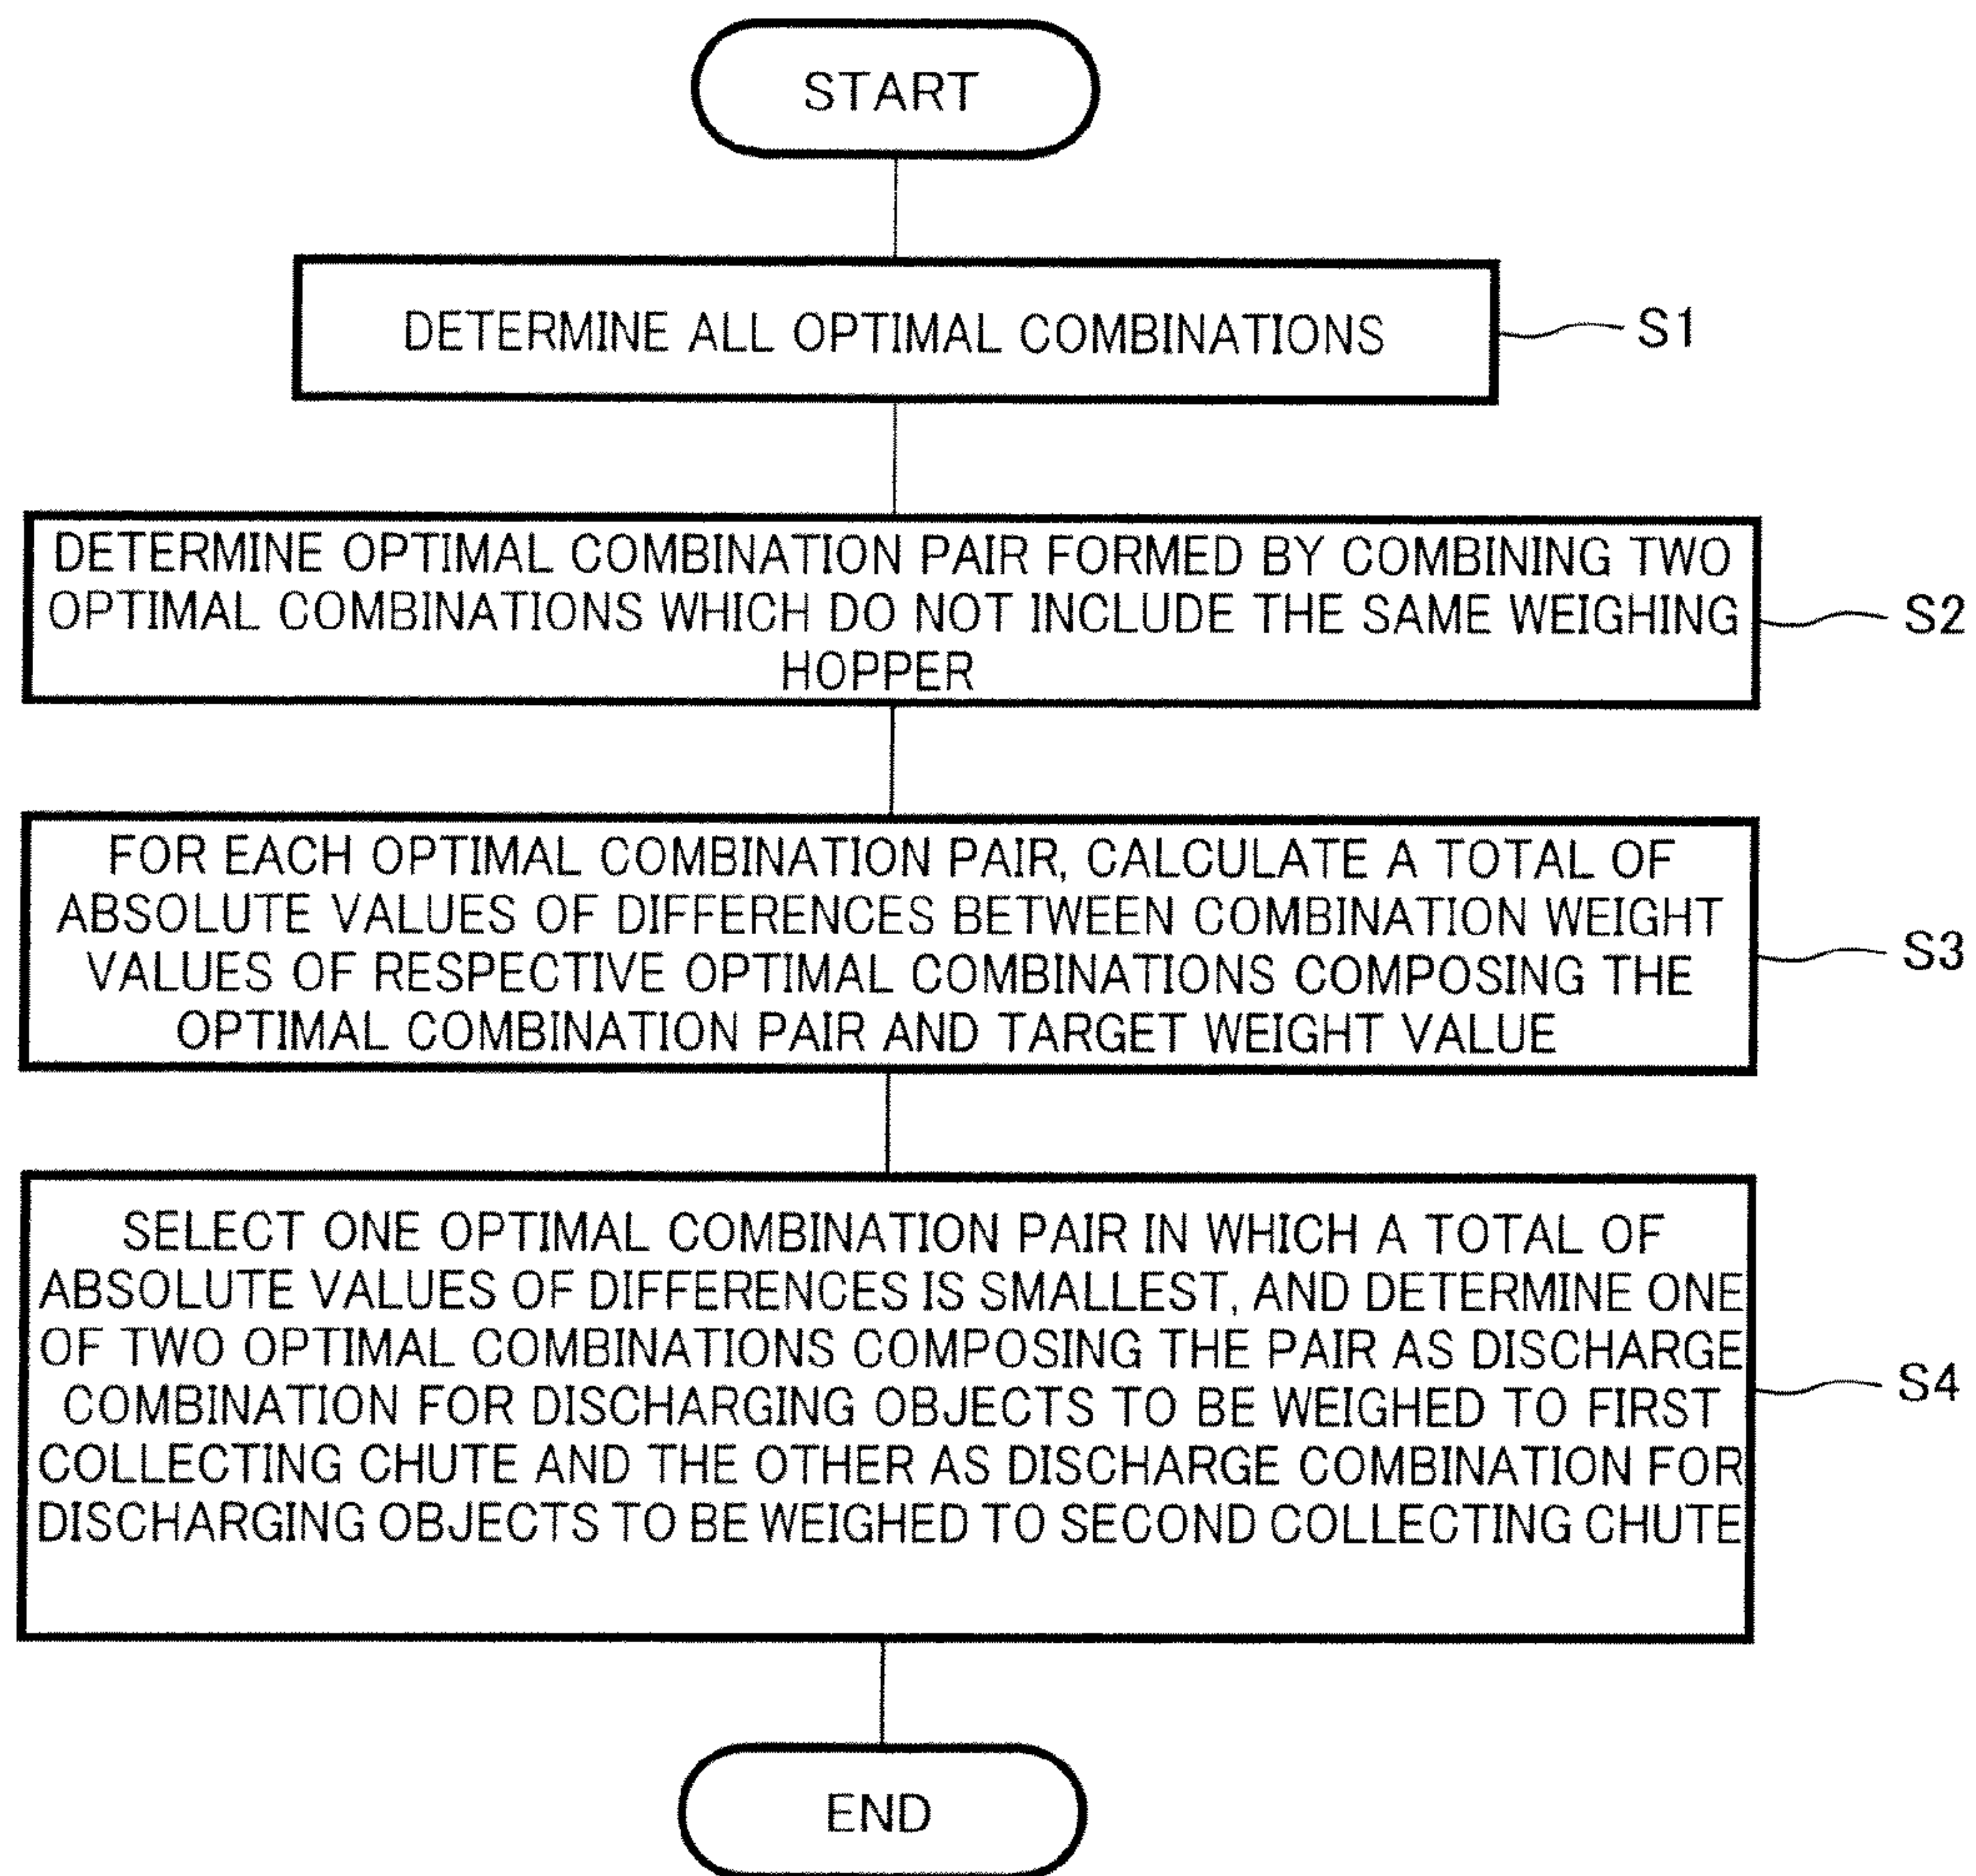 START
DETERMINE ALL OPTIMAL COMBINATIONS
S1
DETERMINE OPTIMAL COMBINATION PAIR FORMED BY COMBINING TWO
OPTIMAL COMBINATIONS WHICH DO NOT INCLUDE THE SAME WEIGHING
HOPPER
S2
FOR EACH OPTIMAL COMBINATION PAIR, CALCULATE A TOTAL OF
ABSOLUTE VALUES OF DIFFERENCES BETWEEN COMBINATION WEIGHT
VALUES OF RESPECTIVE OPTIMAL COMBINATIONS COMPOSING THE
OPTIMAL COMBINATION PAIR AND TARGET WEIGHT VALUE
S3
SELECT ONE OPTIMAL COMBINATION PAIR IN WHICH A TOTAL OF
ABSOLUTE VALUES OF DIFFERENCES IS SMALLEST, AND DETERMINE ONE
OF TWO OPTIMAL COMBINATIONS COMPOSING THE PAIR AS DISCHARGE
COMBINATION FOR DISCHARGING OBJECTS TO BE WEIGHED TO FIRST
COLLECTING CHUTE AND THE OTHER AS DISCHARGE COMBINATION FOR
DISCHARGING OBJECTS TO BE WEIGHED TO SECOND COLLECTING CHUTE
S4
END